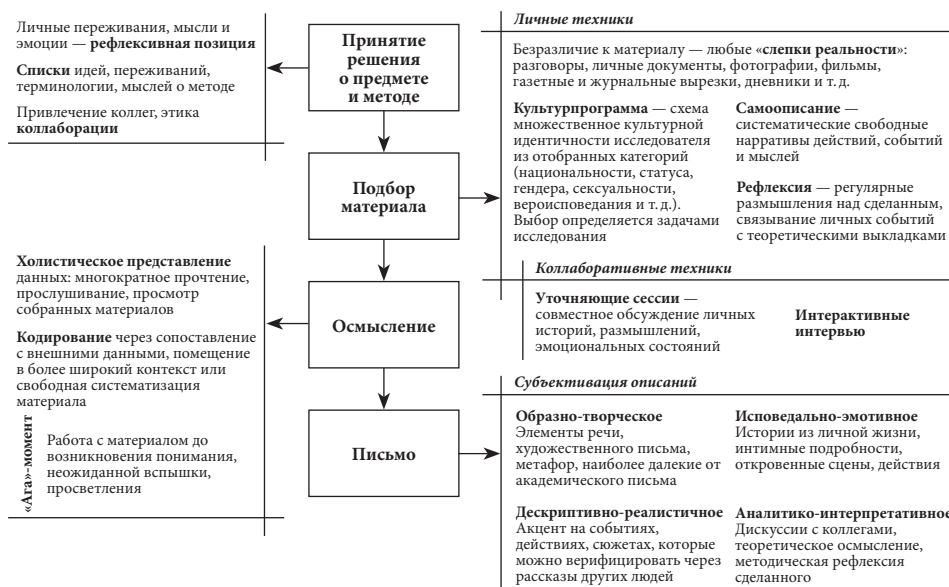 Личные переживания, мысли и
эмоции — рефлексивная позиция
Списки идей, переживаний,
терминологии, мыслей о методе
Привлечение коллег, этика
коллаборации
Принятие
решения
о предмете
и методе
Личные техники
Безразличие к материалу — любые «слепки реальности»:
разговоры, личные документы, фотографии, фильмы,
газетные и журнальные вырезки, дневники и т. д.
Культурпрограмма — схема
множественное культурной
идентичности исследователя
из отобранных категорий
(национальности, статуса,
гендера, сексуальности,
вероисповедания и т. д.).
Выбор определяется задачами
исследования
Самоописание —
систематические свободные
нарративы действий, событий
и мыслей
Рефлексия — регулярные
размышления над сделанным,
связывание личных событий
с теоретическими выкладками
Подбор
материала
Коллаборативные техники
Уточняющие сессии —
совместное обсуждение личных
историй, размышлений,
эмоциональных состояний
Интерактивные
интервью
Холистическое представление
данных: многократное прочтение,
прослушивание, просмотр
собранных материалов
Кодирование через сопоставление
с внешними данными, помещение
в более широкий контекст или
свободная систематизация
материала
«Ага»-момент
Работа с материалом до
возникновения понимания,
неожиданной вспышки,
просветления
Осмысление
Письмо
Субъективация описаний
Образно-творческое
Элементы речи,
художественного письма,
метафор, наиболее далекие от
академического письма
Исповедально-эмотивное
Истории из личной жизни,
интимные подробности,
откровенные сцены, действия
Дескриптивно-реалистичное
Акцент на событиях,
действиях, сюжетах, которые
можно верифицировать через
рассказы других людей
Аналитико-интерпретативное
Дискуссии с коллегами,
теоретическое осмысление,
методическая рефлексия
сделанного